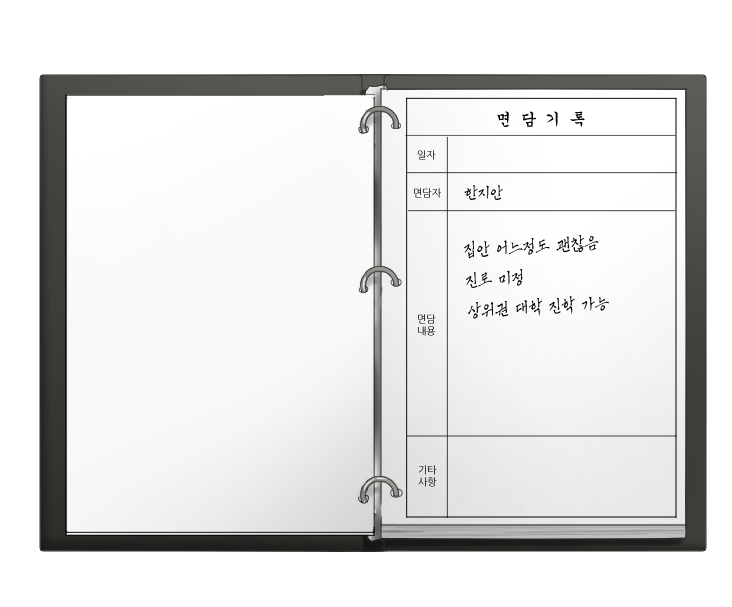 면담기록
일자
면담자 한지안
면담
내용
집안 어느정도 괜찮음
진로 미정
상위권 대학 진학 가능
기타
사항